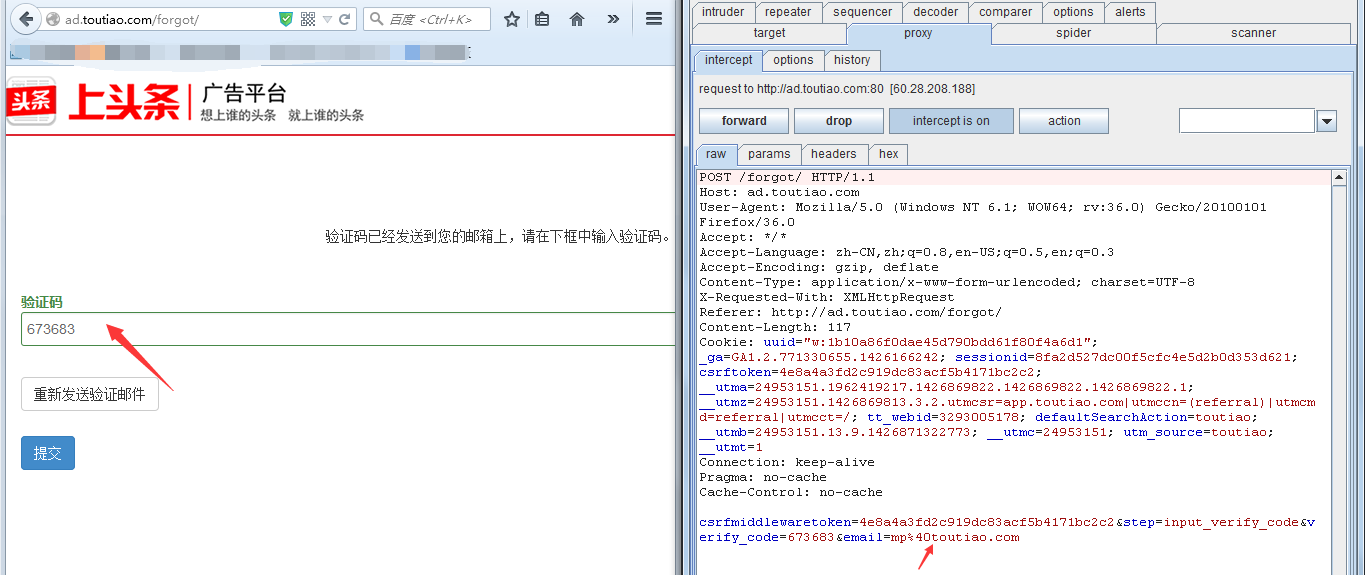 ad.toutiao.com/forgot/
百度 <Ctrl+K>
头条
上头条
广告平台
想上谁的头条 就上谁的头条
验证码已经发送到您的邮箱上，请在下框中输入验证码。
验证码
673683
重新发送验证邮件
提交
intruder repeater sequencer decoder comparer options alerts
target proxy spider scanner
intercept options history
request to http://ad.toutiao.com:80 [60.28.208.188]
forward drop intercept is on action
raw params headers hex
POST /forgot/ HTTP/1.1
Host: ad.toutiao.com
User-Agent: Mozilla/5.0 (Windows NT 6.1; WOW64; rv:36.0) Gecko/20100101
Firefox/36.0
Accept: */*
Accept-Language: zh-CN,zh;q=0.8,en-US;q=0.5,en;q=0.3
Accept-Encoding: gzip, deflate
Content-Type: application/x-www-form-urlencoded; charset=UTF-8
X-Requested-With: XMLHttpRequest
Referer: http://ad.toutiao.com/forgot/
Content-Length: 117
Cookie: uuid="w:1b10a86f0dae45d790bdd61f80f4a6d1";
_ga=GA1.2.771330655.1426166242; sessionid=8fa2d527dc00f5cfc4e5d2b0d353d621;
csrftoken=4e8a4a3fd2c919dc83acf5b4171bc2c2;
__utma=24953151.1962419217.1426869822.1426869822.1426869822.1;
__utmz=24953151.1426869813.3.2.utmcsr=app.toutiao.com|utmccn=(referral)|utmcm
d=referral|utmcct=/; tt_webid=3293005178; defaultSearchAction=toutiao;
__utmb=24953151.13.9.1426871322773; __utmc=24953151; utm_source=toutiao;
__utmt=1
Connection: keep-alive
Pragma: no-cache
Cache-Control: no-cache
csrfmiddlewaretoken=4e8a4a3fd2c919dc83acf5b4171bc2c2&step=input_verify_code&v
erify_code=673683&email=mp%40toutiao.com